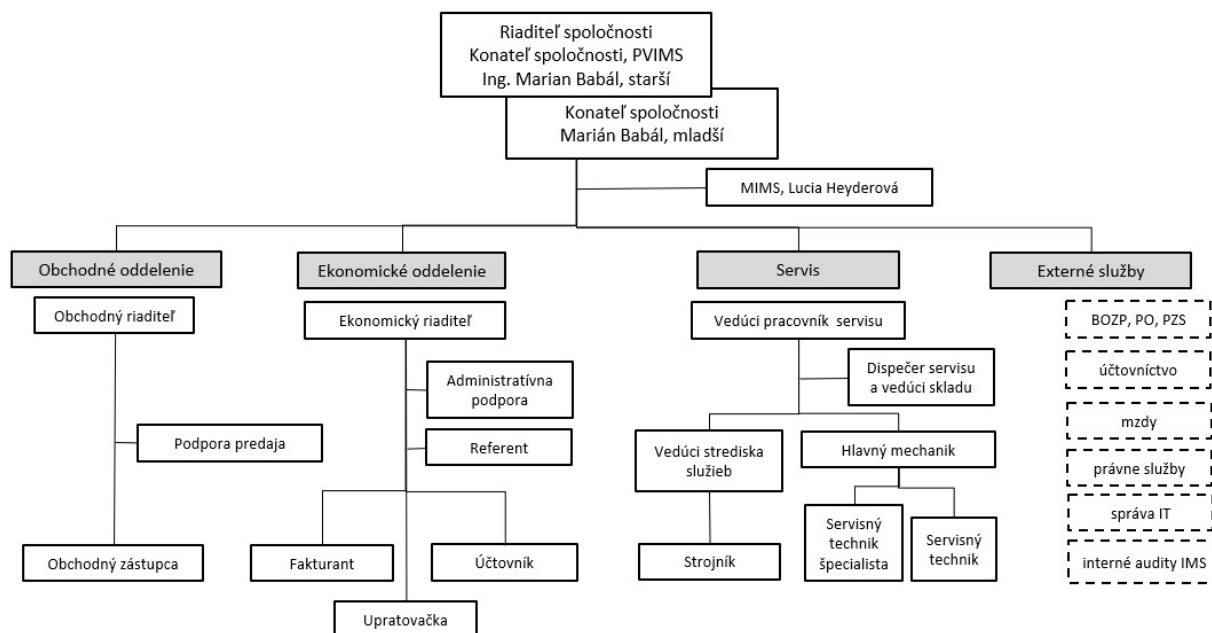 Riaditeľ spoločnosti
Konateľ spoločnosti, PVIMS
Ing. Marian Babál, starší
Konateľ spoločnosti
Marián Babál, mladší
MIMS, Lucia Heyderová
Obchodné oddelenie
Ekonomické oddelenie
Servis
Externé služby
Obchodný riaditeľ
Ekonomický riaditeľ
Vedúci pracovník servisu
BOZP, PO, PZS
Administratívna
podpora
Dispečer servisu
a vedúci skladu
účtovníctvo
mzdy
Podpora predaja
Referent
Vedúci strediska
služieb
Hlavný mechanik
právne služby
správa IT
Obchodný zástupca
Fakturant
Účtovník
Strojník
Servisný
technik
špecialista
Servisný
technik
interné audity IMS
Upratovačka